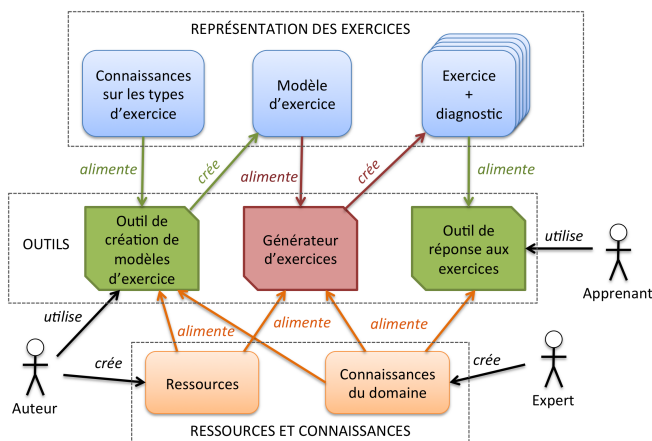 REPRÉSENTATION DES EXERCICES
Connaissances
sur les types
d'exercice
Modèle
d'exercice
Exercice
+
diagnostic
alimente
crée
alimente
crée
alimente
OUTILS
Outil de
création de
modèles
d'exercice
Générateur
d'exercices
Outil de
réponse aux
exercices
utilise
Apprenant
utilise
alimente
alimente
alimente
Auteur
crée
Ressources
Connaissances
du domaine
crée
Expert
RESSOURCES ET CONNAISSANCES